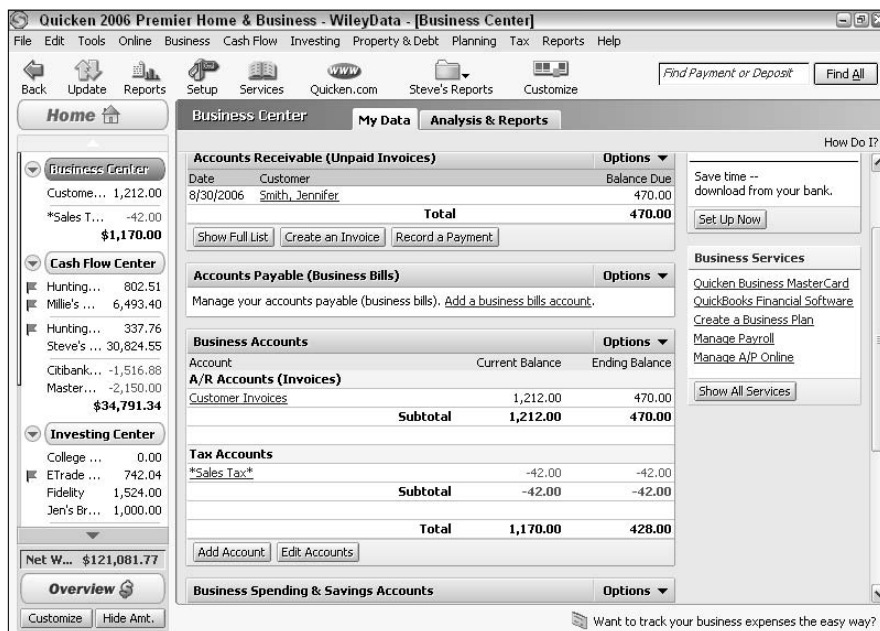 Quicken 2006 Premier Home & Business - WileyData - [Business Center]
File Edit Tools Online Business Cash Flow Investing Property & Debt Planning Tax Reports Help
Back Update Reports Setup Services Quicken.com Steve's Reports Customize Find Payment or Deposit Find All
WWW
Home
Business Center
Custome... 1,212.00
*Sales T... -42.00
$1,170.00
Cash Flow Center
Hunting... 802.51
Millie's ... 6,493.40
Hunting... 337.76
Steve's ... 30,824.55
Citibank... -1,516.88
Master... -2,150.00
$34,791.34
Investing Center
College ... 0.00
ETrade ... 742.04
Fidelity 1,524.00
Jen's Br... 1,000.00
Net W... $121,081.77
Overview
Customize Hide Amt.
Business Center My Data Analysis & Reports
How Do I?
Accounts Receivable (Unpaid Invoices) Options
Date Customer Balance Due
8/30/2006 Smith, Jennifer 470.00
Total 470.00
Show Full List Create an Invoice Record a Payment
Accounts Payable (Business Bills) Options
Manage your accounts payable (business bills). Add a business bills account.
Business Accounts Options
Account Current Balance Ending Balance
A/R Accounts (Invoices)
Customer Invoices 1,212.00 470.00
Subtotal 1,212.00 470.00
Tax Accounts
*Sales Tax* -42.00 -42.00
Subtotal -42.00 -42.00
Total 1,170.00 428.00
Add Account Edit Accounts
Business Spending & Savings Accounts Options
Save time --
download from your bank.
Set Up Now
Business Services
Quicken Business MasterCard
QuickBooks Financial Software
Create a Business Plan
Manage Payroll
Manage A/P Online
Show All Services
Want to track your business expenses the easy way?